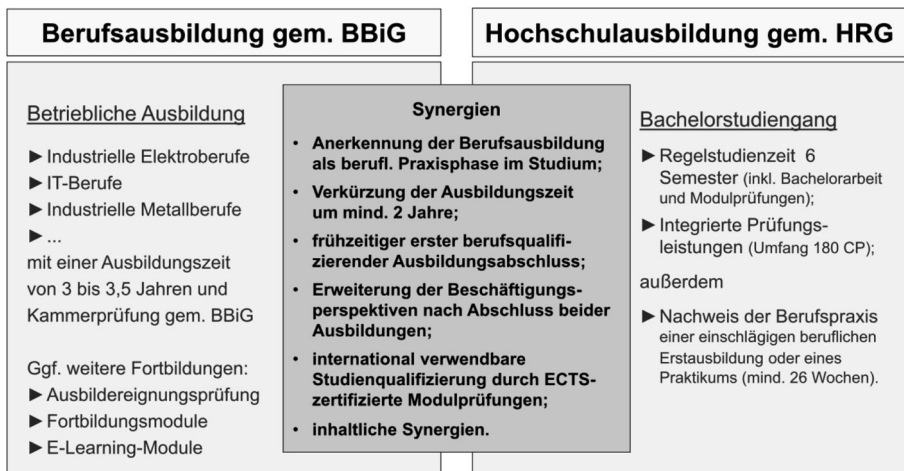 Berufsausbildung gem. BBiG
Betriebliche Ausbildung
► Industrielle Elektroberufe
► IT-Berufe
► Industrielle Metallberufe
► ...
mit einer Ausbildungszeit
von 3 bis 3,5 Jahren und
Kammerprüfung gem. BBiG
Ggf. weitere Fortbildungen:
► Ausbildereignungsprüfung
► Fortbildungsmodule
► E-Learning-Module
Synergien
• Anerkennung der Berufsausbildung
als berufl. Praxisphase im Studium;
• Verkürzung der Ausbildungszeit
um mind. 2 Jahre;
• frühzeitiger erster berufsqualifi-
zierender Ausbildungsabschluss;
• Erweiterung der Beschäftigungs-
perspektiven nach Abschluss beider
Ausbildungen;
• international verwendbare
Studienqualifizierung durch ECTS-
zertifizierte Modulprüfungen;
• inhaltliche Synergien.
Hochschulausbildung gem. HRG
Bachelorstudiengang
► Regelstudienzeit 6
Semester (inkl. Bachelorarbeit
und Modulprüfungen);
► Integrierte Prüfungs-
leistungen (Umfang 180 CP);
außerdem
► Nachweis der Berufspraxis
einer einschlägigen beruflichen
Erstausbildung oder eines
Praktikums (mind. 26 Wochen).